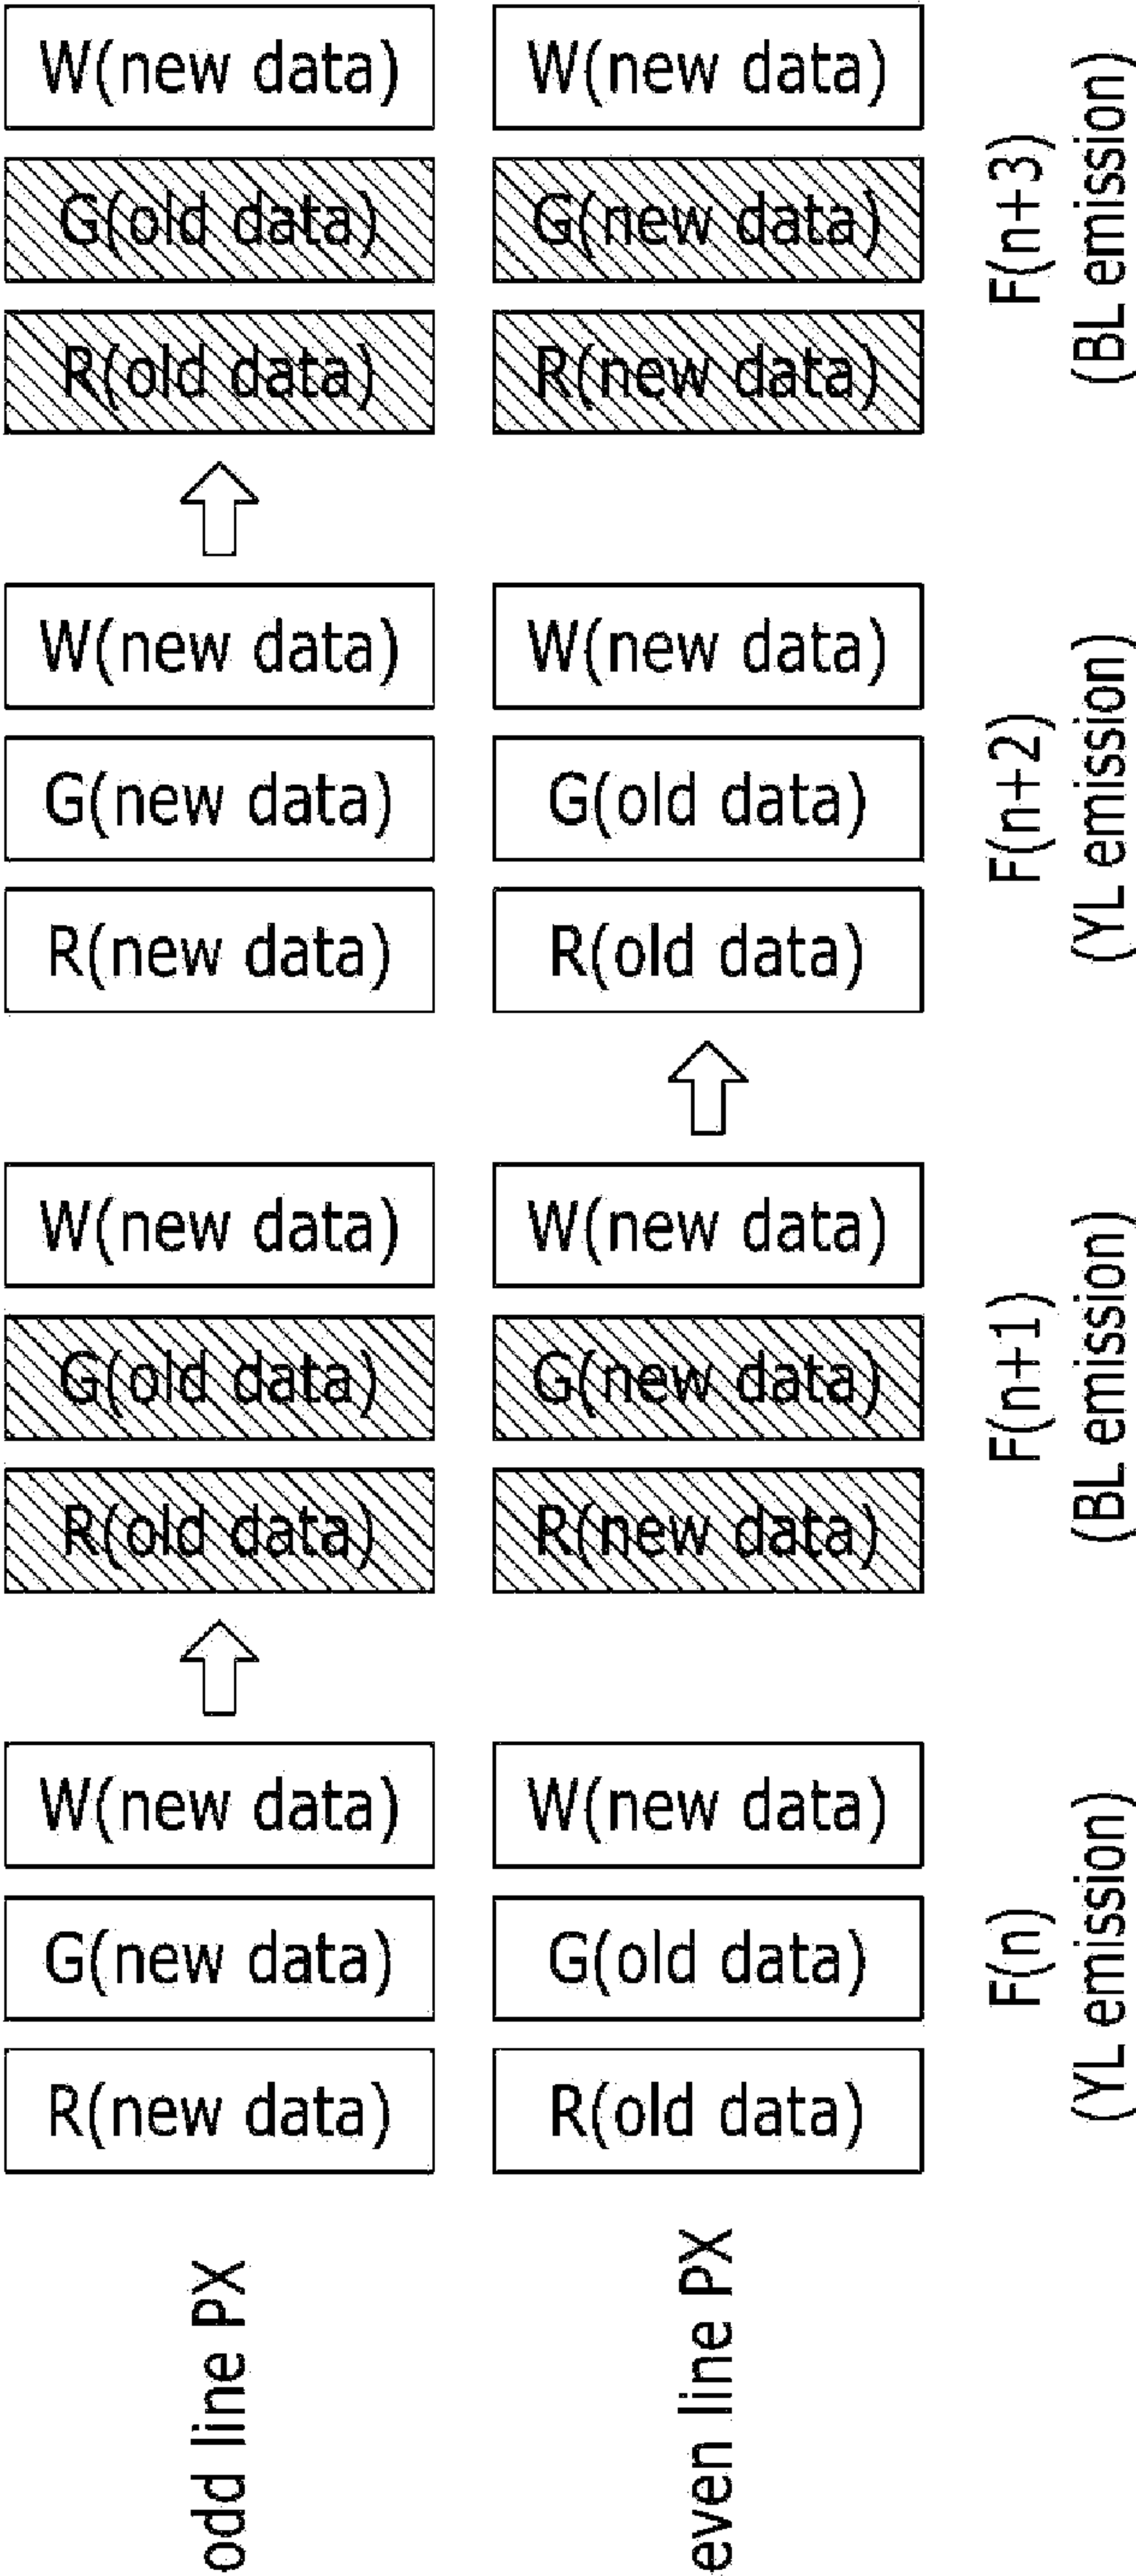 W(new data)
W(new data)
G(old data)
G(new data)
R(old data)
R(new data)
F(n+3)
(BL emission)
W(new data)
W(new data)
G(new data)
G(old data)
R(new data)
R(old data)
F(n+2)
(YL emission)
W(new data)
W(new data)
G(old data)
G(new data)
R(old data)
R(new data)
F(n+1)
(BL emission)
W(new data)
W(new data)
G(new data)
G(old data)
R(new data)
R(old data)
F(n)
(YL emission)
odd line PX
even line PX